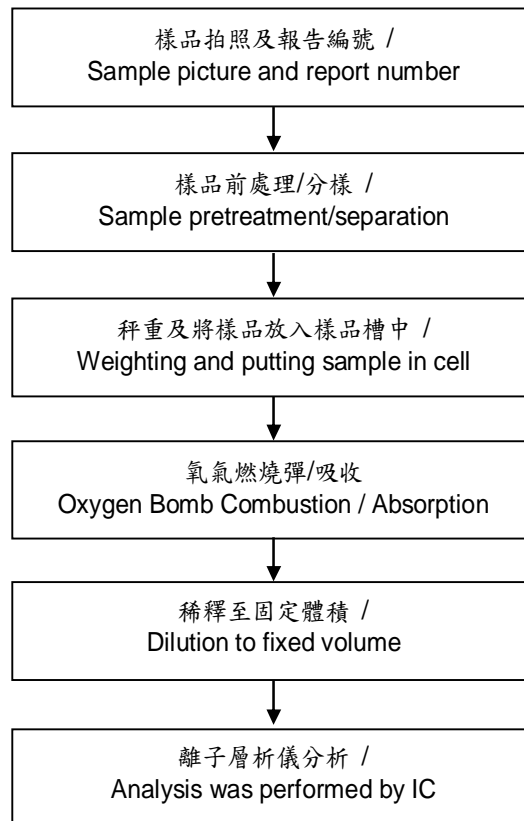 樣品拍照及報告編號 /
Sample picture and report number
樣品前處理/分樣 /
Sample pretreatment/separation
秤重及將樣品放入樣品槽中 /
Weighting and putting sample in cell
氧氣燃燒彈/吸收
Oxygen Bomb Combustion / Absorption
稀釋至固定體積 /
Dilution to fixed volume
離子層析儀分析 /
Analysis was performed by IC